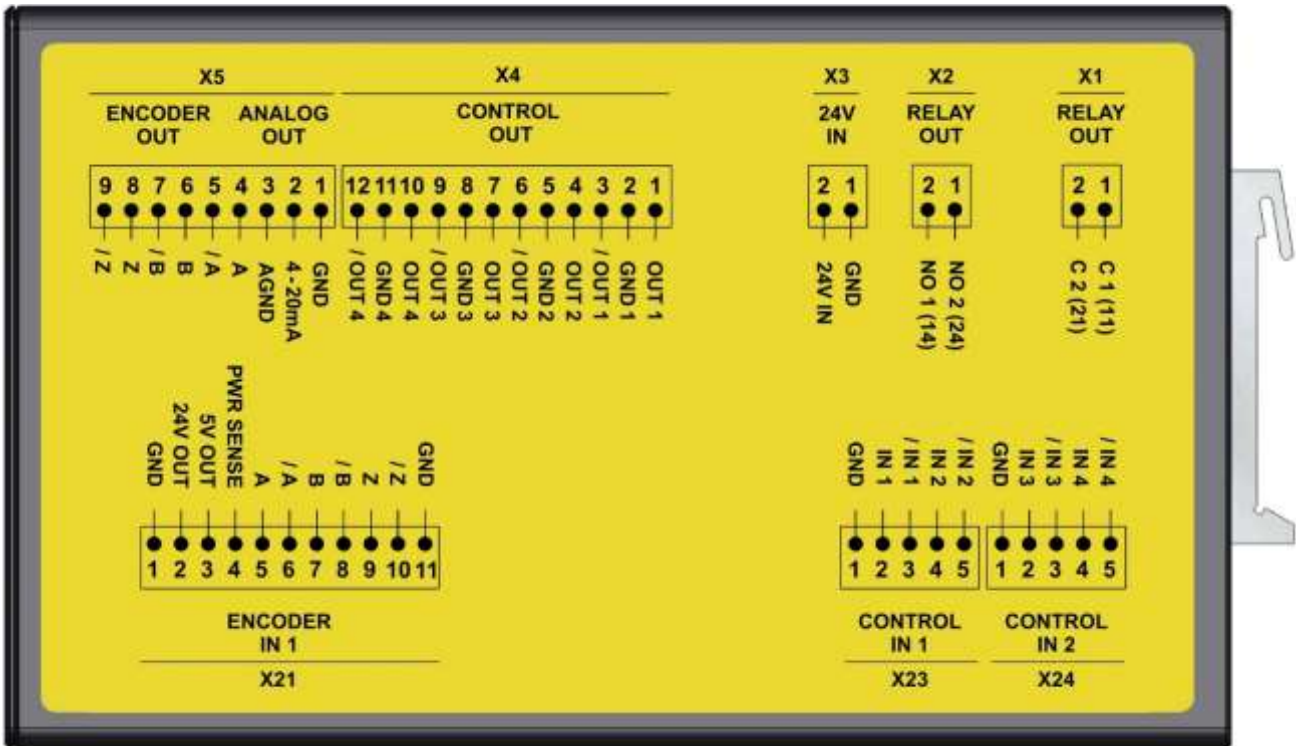 X5 X4 X3 X2 X1
ENCODER OUT ANALOG OUT CONTROL OUT 24V IN RELAY OUT RELAY OUT
9 8 7 6 5 4 3 2 1 12 11 10 9 8 7 6 5 4 3 2 1 2 1 2 1 2 1
/ Z Z / B B / A A AGND 4 - 20mA GND / OUT 4 GND 4 OUT 4 / OUT 3 GND 3 OUT 3 / OUT 2 GND 2 OUT 2 / OUT 1 GND 1 OUT 1 24V IN GND NO 1 (14) NO 2 (24) C 2 (21) C 1 (11)
GND 24V OUT 5V OUT PWR SENSE A / A B / B Z / Z GND GND IN 1 / IN 1 IN 2 / IN 2 GND IN 3 / IN 3 IN 4 / IN 4
1 2 3 4 5 6 7 8 9 10 11 1 2 3 4 5 1 2 3 4 5
ENCODER IN 1 CONTROL IN 1 CONTROL IN 2
X21 X23 X24